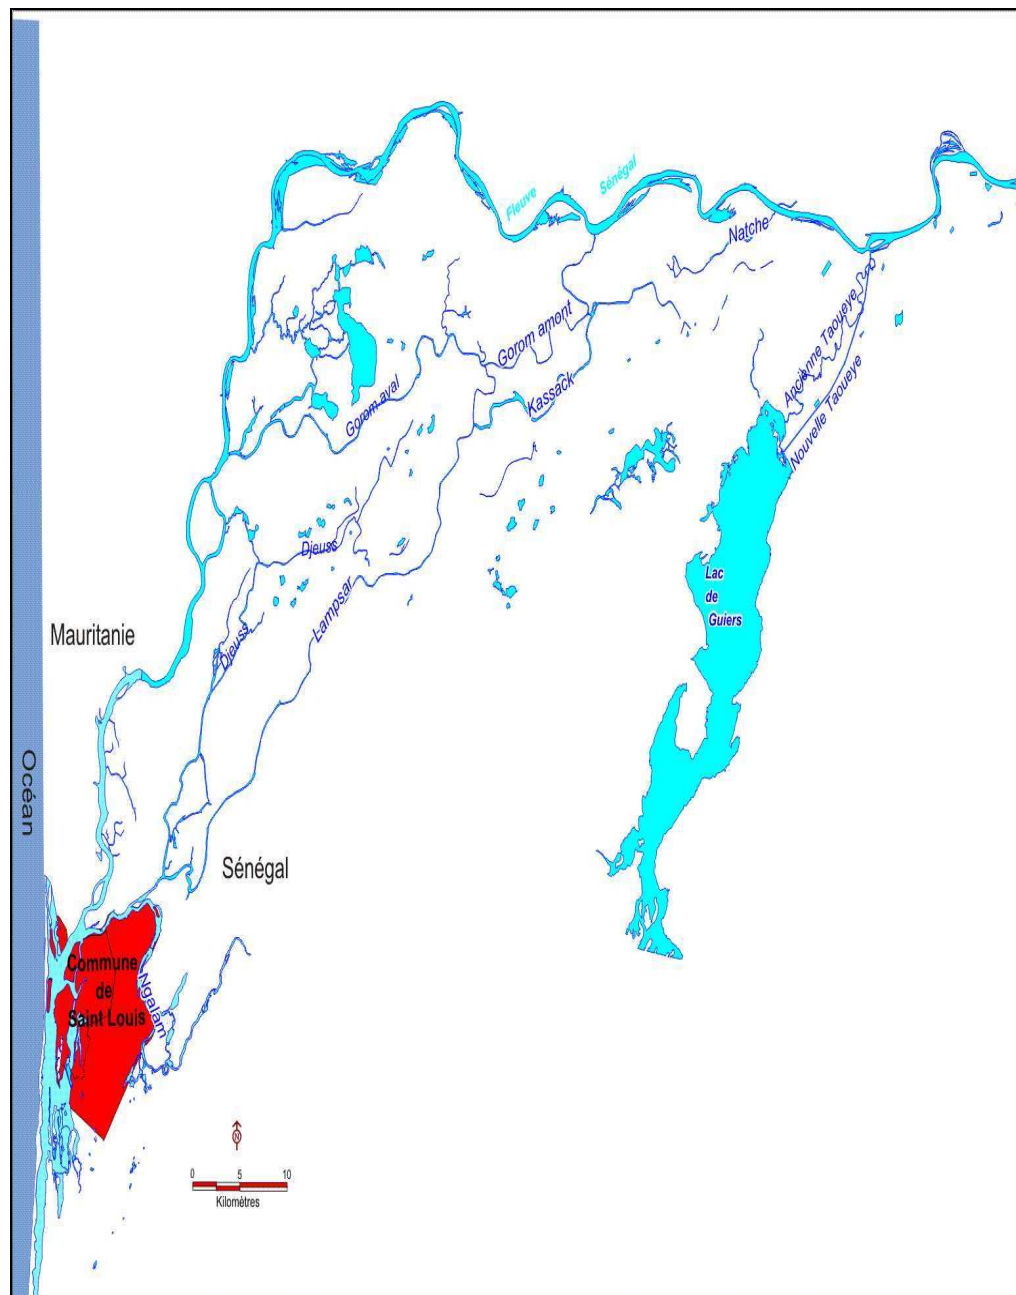 Fleuve
Sénégal
Natche
Gorom amont
Ancienne Taoueye
Gorom aval
Kassack
Nouvelle Taoueye
Djeuss
Lac
de
Guiers
Lampsar
Djeuss
Mauritanie
Océan
Sénégal
Commune
de
Saint Louis
Ngalam
N
0 5 10
Kilomètres